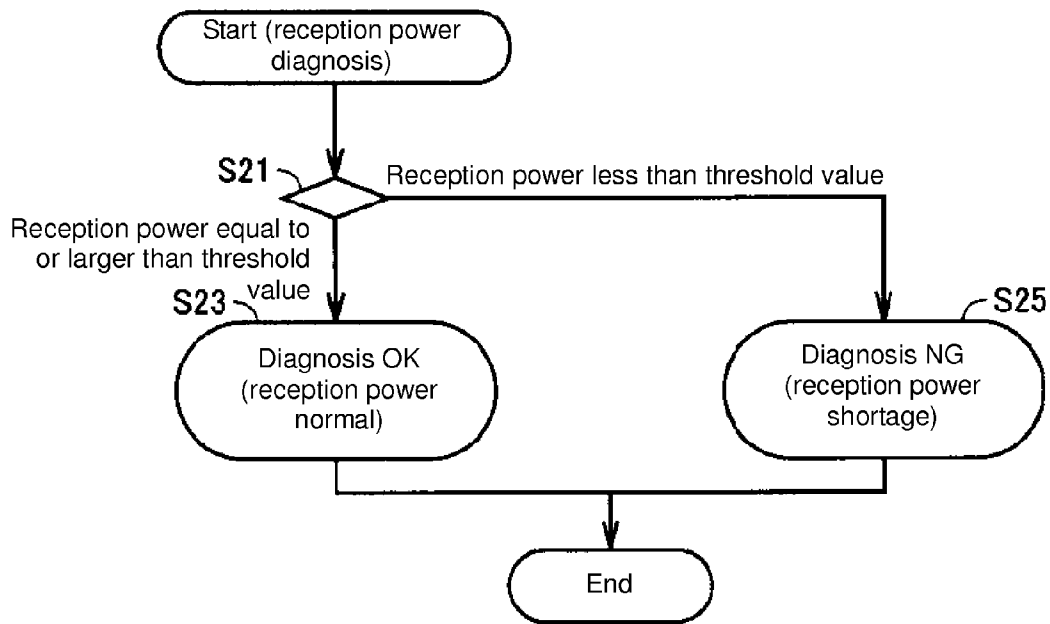 Start (reception power
diagnosis)
S21
Reception power less than threshold value
Reception power equal to
or larger than threshold
value
S23
S25
Diagnosis OK
(reception power
normal)
Diagnosis NG
(reception power
shortage)
End